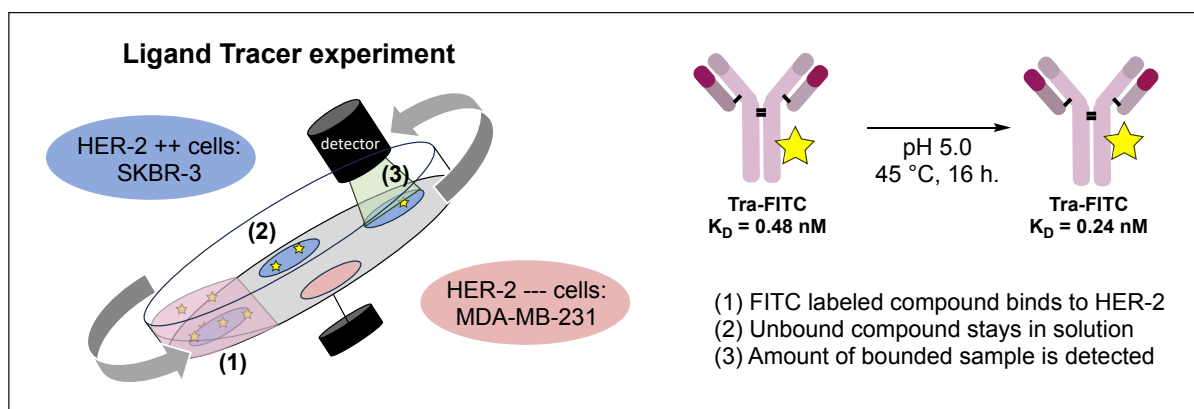 Ligand Tracer experiment
HER-2 ++ cells:
SKBR-3
detector
(3)
(2)
(1)
HER-2 --- cells:
MDA-MB-231
Tra-FITC
K_D = 0.48 nM
pH 5.0
45 °C, 16 h.
Tra-FITC
K_D = 0.24 nM
(1) FITC labeled compound binds to HER-2
(2) Unbound compound stays in solution
(3) Amount of bounded sample is detected